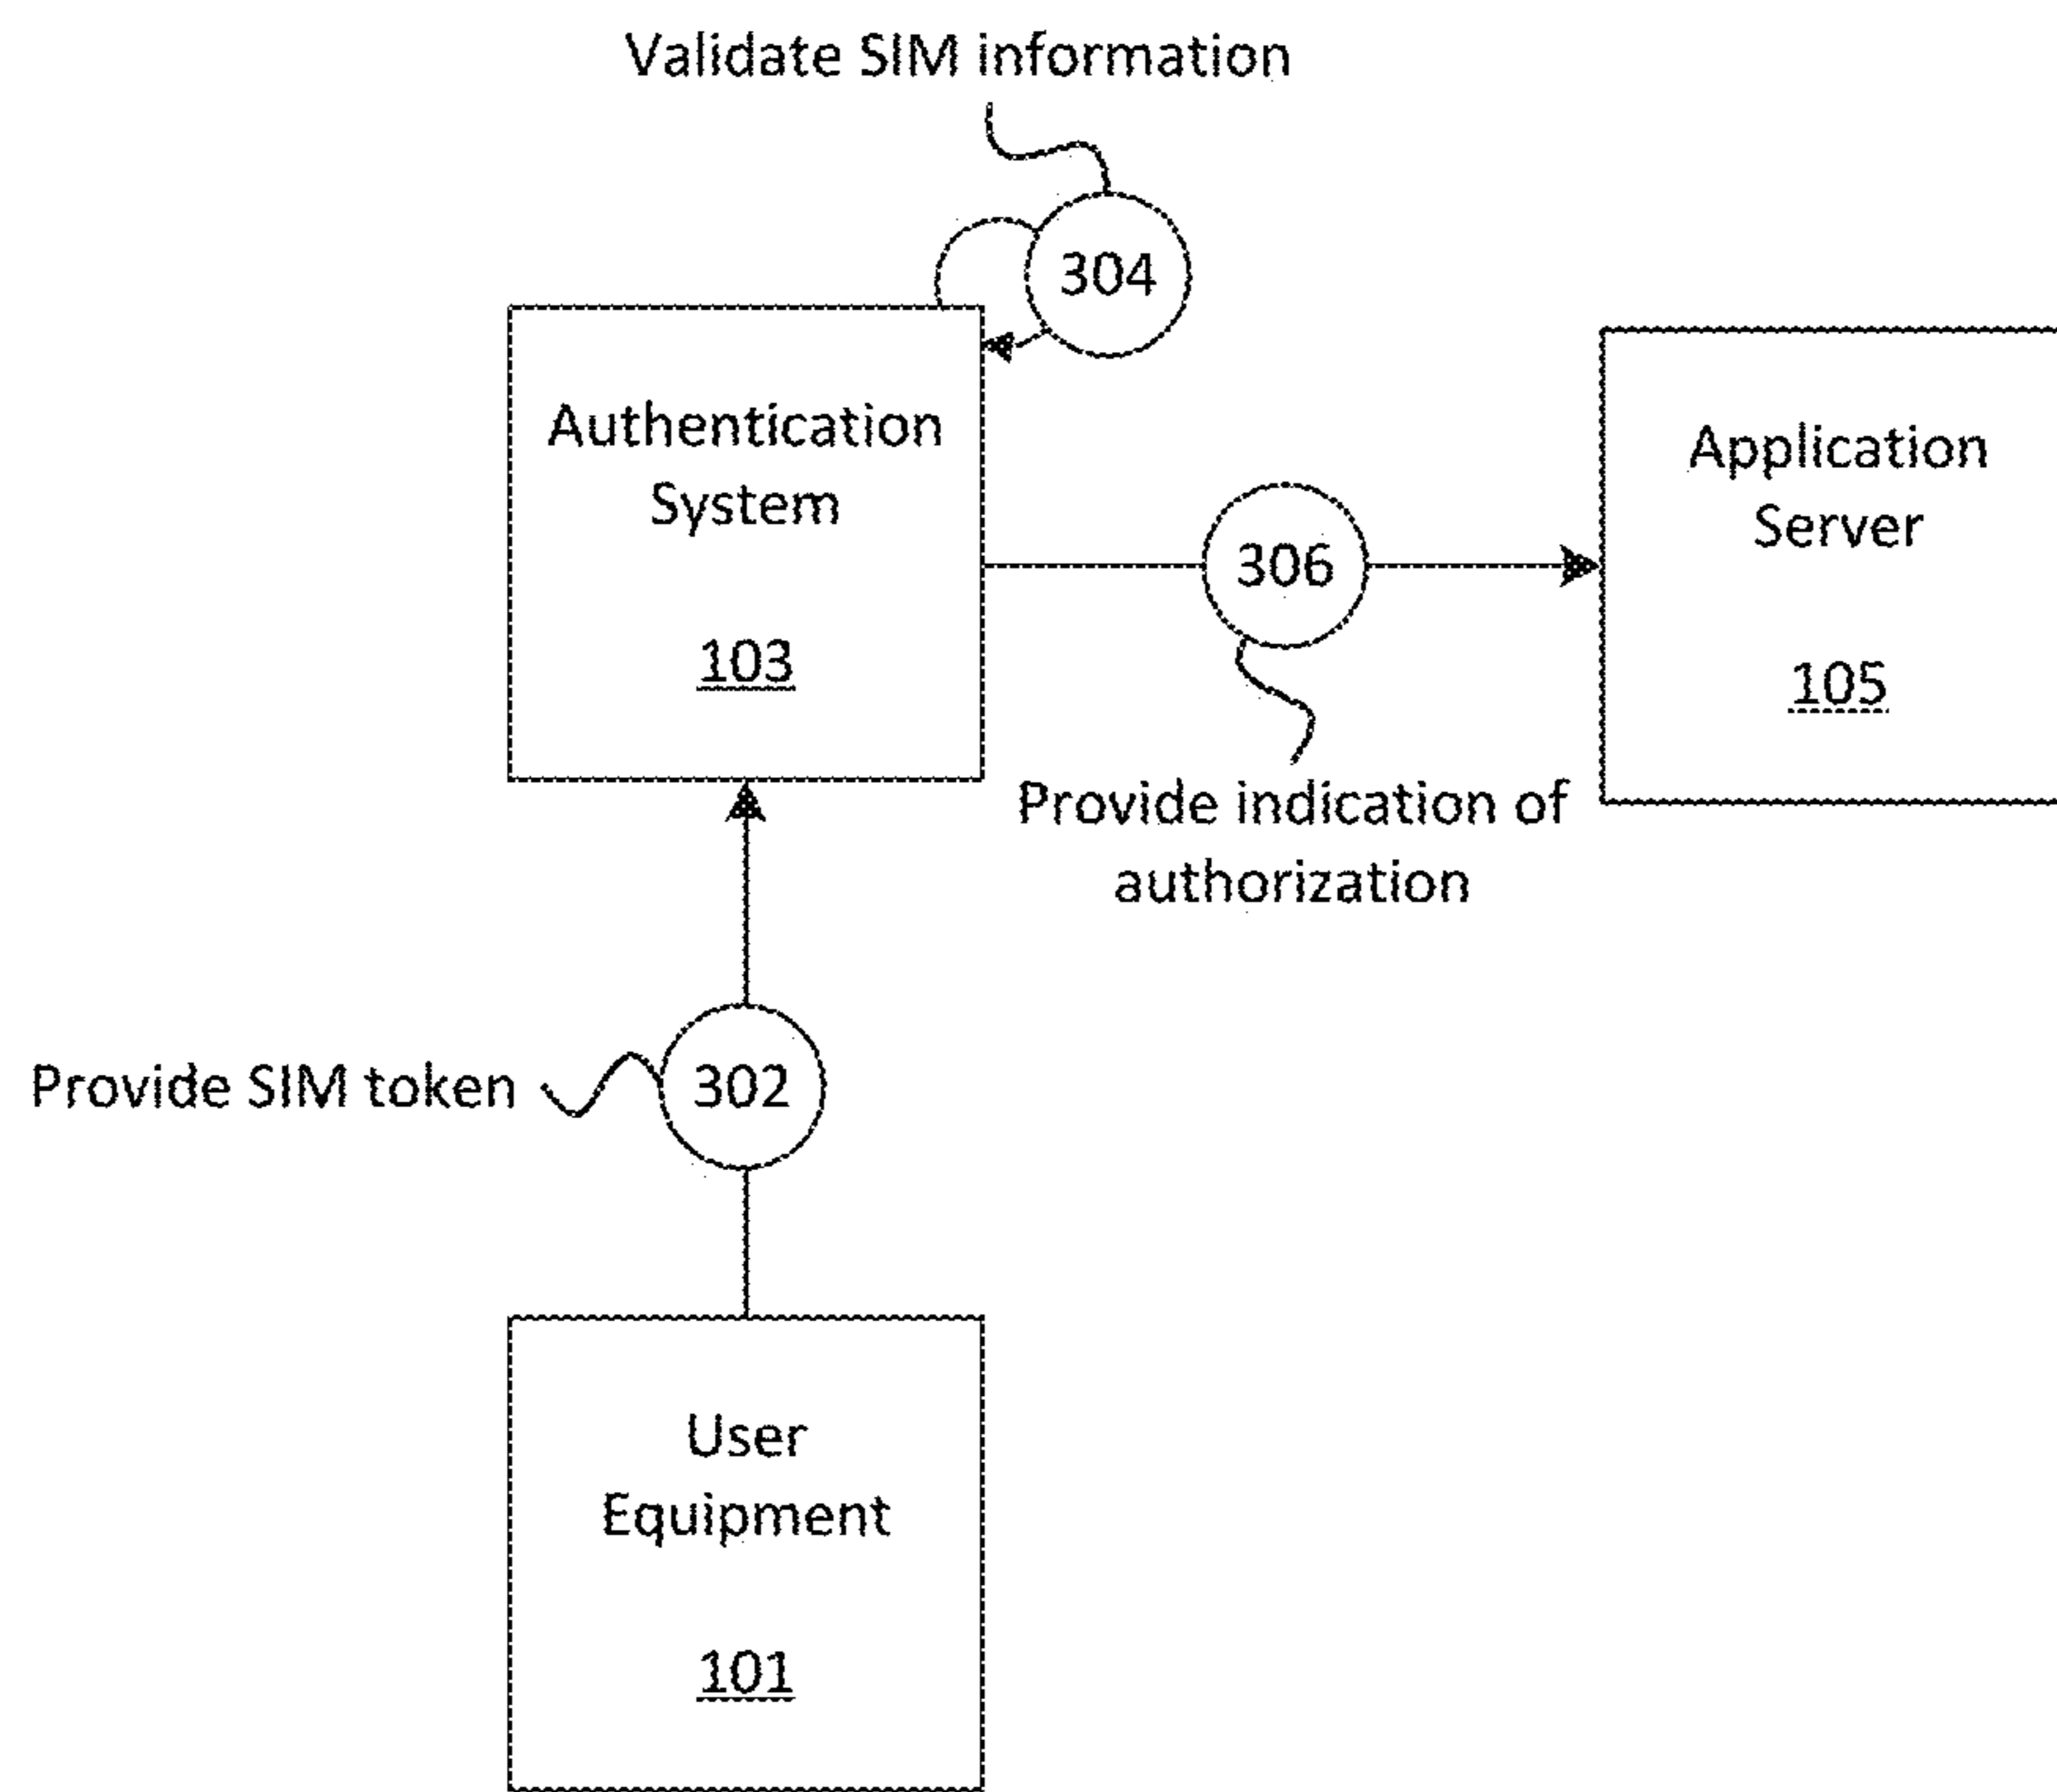 Validate SIM information
304
Authentication
System
103
306
Application
Server
105
Provide indication of
authorization
Provide SIM token
302
User
Equipment
101